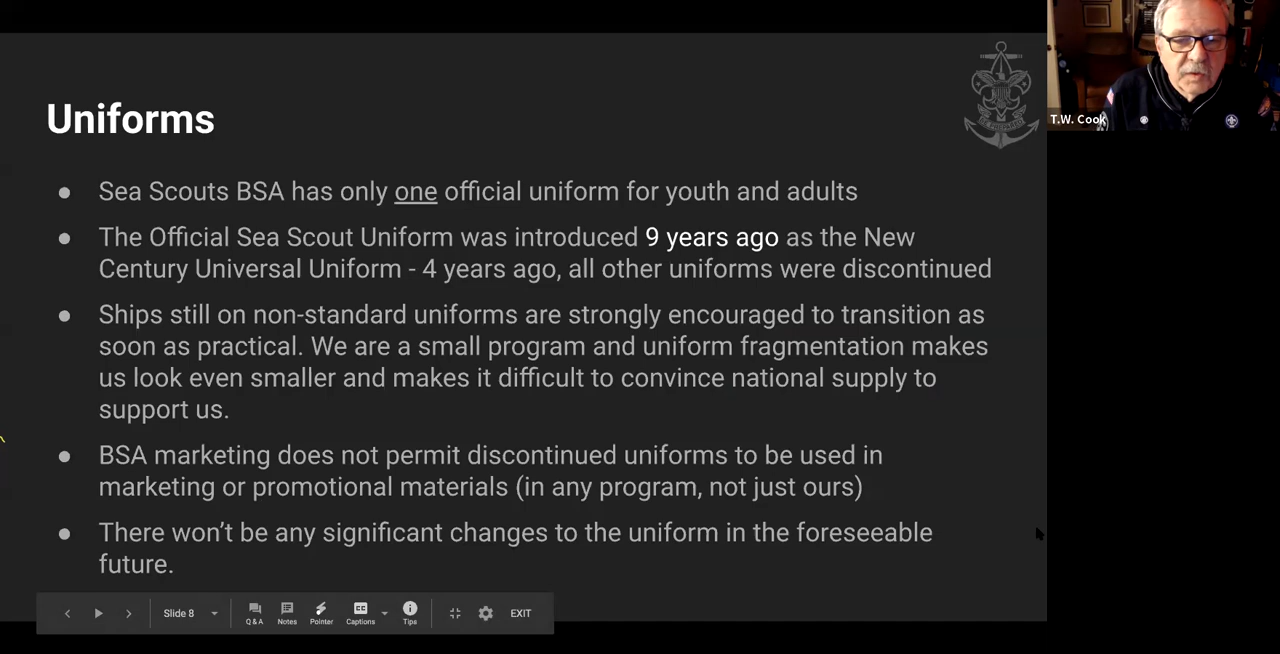 Uniforms
● Sea Scouts BSA has only one official uniform for youth and adults
● The Official Sea Scout Uniform was introduced 9 years ago as the New
Century Universal Uniform - 4 years ago, all other uniforms were discontinued
● Ships still on non-standard uniforms are strongly encouraged to transition as
soon as practical. We are a small program and uniform fragmentation makes
us look even smaller and makes it difficult to convince national supply to
support us.
● BSA marketing does not permit discontinued uniforms to be used in
marketing or promotional materials (in any program, not just ours)
● There won't be any significant changes to the uniform in the foreseeable
future.
T.W. Cook
Slide 8
Q & A
Notes
Pointer
CC
Captions
Tips
EXIT
BE PREPARED